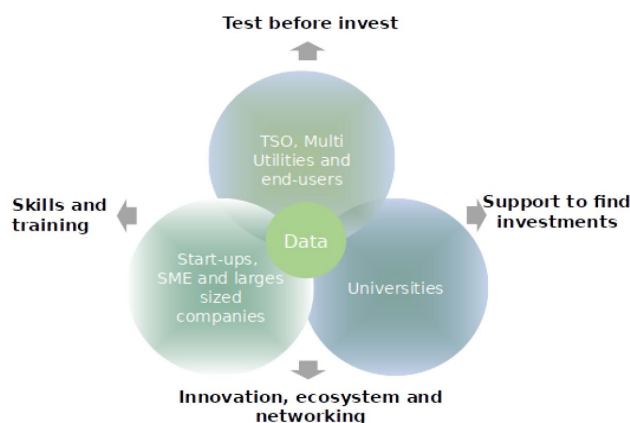 Test before invest
TSO, Multi
Utilities and
end-users
Skills and
training
Support to find
investments
Data
Start-ups,
SME and larges
sized
companies
Universities
Innovation, ecosystem and
networking